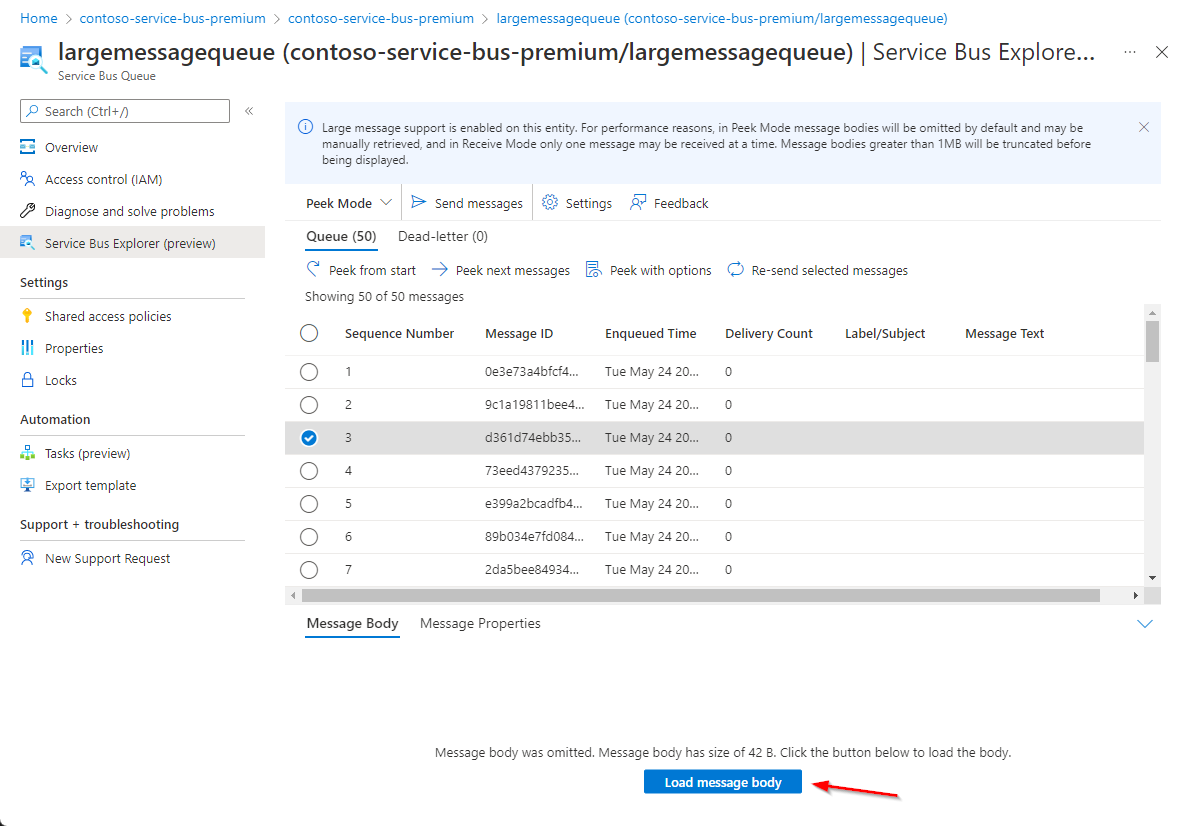 Home > contoso-service-bus-premium > contoso-service-bus-premium > largemessagequeue (contoso-service-bus-premium/largemessagequeue)
largemessagequeue (contoso-service-bus-premium/largemessagequeue) | Service Bus Explore... ...
Service Bus Queue
Search (Ctrl+/)
Overview
Access control (IAM)
Diagnose and solve problems
Service Bus Explorer (preview)
Settings
Shared access policies
Properties
Locks
Automation
Tasks (preview)
Export template
Support + troubleshooting
New Support Request
Large message support is enabled on this entity. For performance reasons, in Peek Mode message bodies will be omitted by default and may be
manually retrieved, and in Receive Mode only one message may be received at a time. Message bodies greater than 1MB will be truncated before
being displayed.
Peek Mode Send messages Settings Feedback
Queue (50) Dead-letter (0)
Peek from start Peek next messages Peek with options Re-send selected messages
Showing 50 of 50 messages
Sequence Number Message ID Enqueued Time Delivery Count Label/Subject Message Text
1 0e3e73a4bfcf4... Tue May 24 20... 0
2 9c1a19811bee4... Tue May 24 20... 0
3 d361d74ebb35... Tue May 24 20... 0
4 73eed4379235... Tue May 24 20... 0
5 e399a2bcadfb4... Tue May 24 20... 0
6 89b034e7fd084... Tue May 24 20... 0
7 2da5bee84934... Tue May 24 20... 0
Message Body Message Properties
Message body was omitted. Message body has size of 42 B. Click the button below to load the body.
Load message body